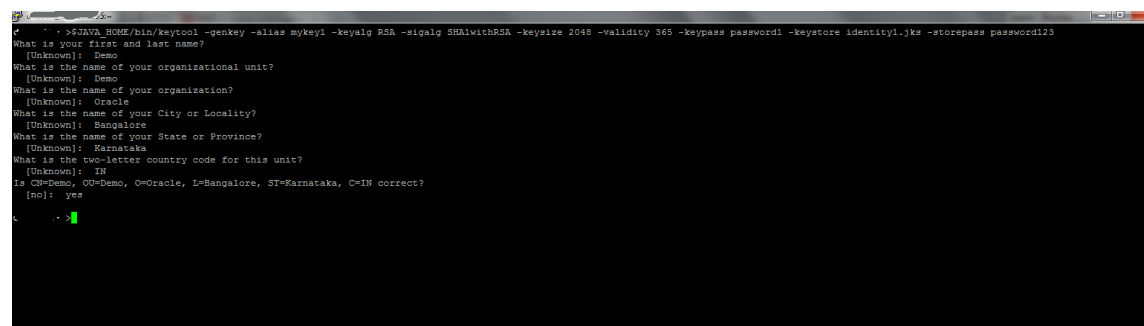 >$JAVA_HOME/bin/keytool -genkey -alias mykey1 -keyalg RSA -sigalg SHA1withRSA -keysize 2048 -validity 365 -keypass password1 -keystore identity1.jks -storepass password123
What is your first and last name?
[Unknown]: Demo
What is the name of your organizational unit?
[Unknown]: Demo
What is the name of your organization?
[Unknown]: Oracle
What is the name of your City or Locality?
[Unknown]: Bangalore
What is the name of your State or Province?
[Unknown]: Karnataka
What is the two-letter country code for this unit?
[Unknown]: IN
Is CN=Demo, OU=Demo, O=Oracle, L=Bangalore, ST=Karnataka, C=IN correct?
[no]: yes
>